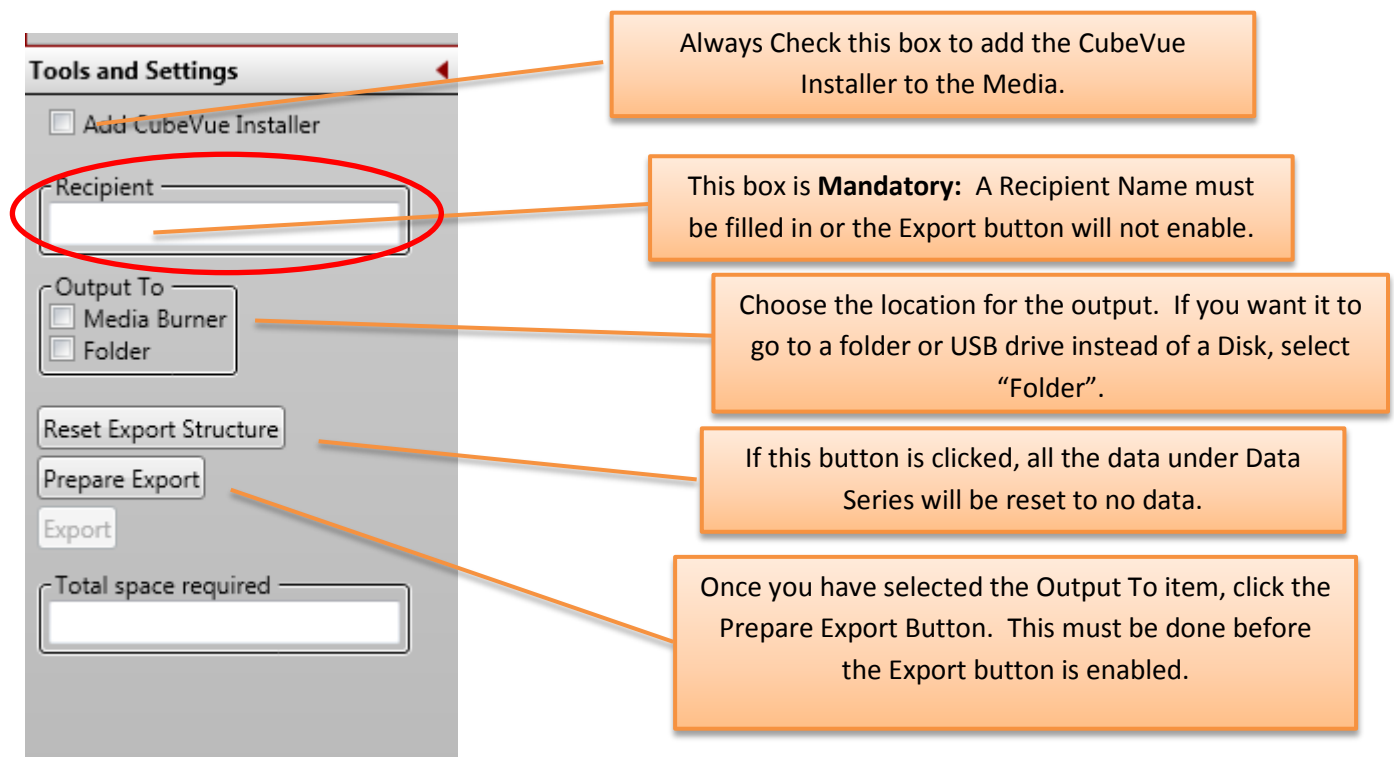 Tools and Settings
Add CubeVue Installer
Recipient
Output To
Media Burner
Folder
Reset Export Structure
Prepare Export
Export
Total space required
Always Check this box to add the CubeVue
Installer to the Media.
This box is Mandatory: A Recipient Name must
be filled in or the Export button will not enable.
Choose the location for the output. If you want it to
go to a folder or USB drive instead of a Disk, select
“Folder”.
If this button is clicked, all the data under Data
Series will be reset to no data.
Once you have selected the Output To item, click the
Prepare Export Button. This must be done before
the Export button is enabled.